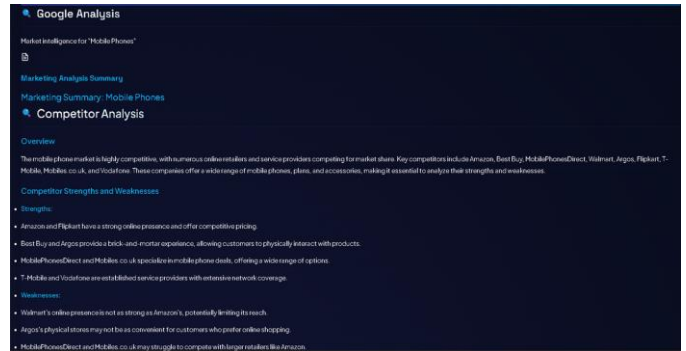 Google Analysis
Market intelligence for "Mobile Phones"
Marketing Analysis Summary
Marketing Summary: Mobile Phones
Competitor Analysis
Overview
The mobile phone market is highly competitive, with numerous online retailers and service providers competing for market share. Key competitors include Amazon, Best Buy, MobilePhonesDirect, Walmart, Argos, Flipkart, T-
Mobile, Mobiles.co.uk, and Vodafone. These companies offer a wide range of mobile phones, plans, and accessories, making it essential to analyze their strengths and weaknesses.
Competitor Strengths and Weaknesses
• Strengths:
• Amazon and Flipkart have a strong online presence and offer competitive pricing.
• Best Buy and Argos provide a brick-and-mortar experience, allowing customers to physically interact with products.
• MobilePhonesDirect and Mobiles.co.uk specialize in mobile phone deals, offering a wide range of options.
• T-Mobile and Vodafone are established service providers with extensive network coverage.
• Weaknesses:
• Walmart's online presence is not as strong as Amazon's, potentially limiting its reach.
• Argos's physical stores may not be as convenient for customers who prefer online shopping.
• MobilePhonesDirect and Mobiles.co.uk may struggle to compete with larger retailers like Amazon.